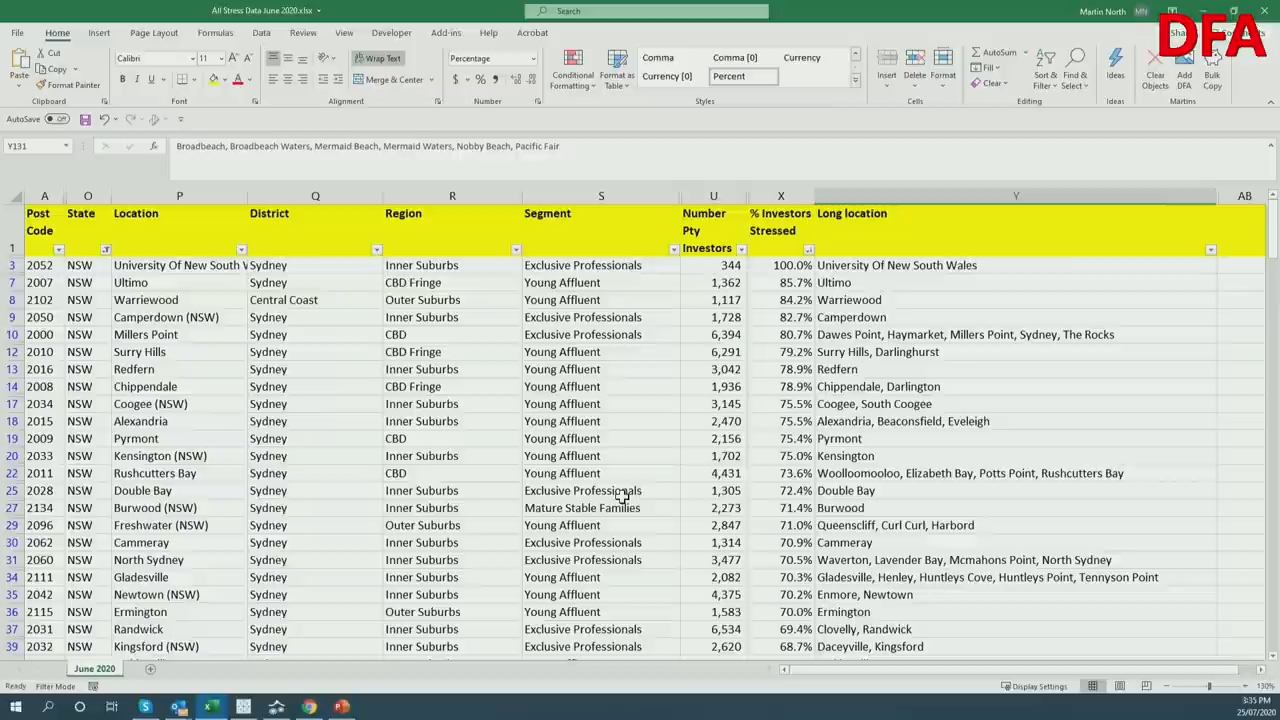 All Stress Data June 2020.xlsx
Search
Martin North MN
DFA
File Home Insert Page Layout Formulas Data Review View Developer Add-ins Help Acrobat
Paste
Cut
Copy
Format Painter
Clipboard
Calibri 11
B I U
Font
Wrap Text
Merge & Center
Alignment
Percentage
Number
Conditional Formatting
Format as Table
Comma Comma [0] Currency
Currency [0] Percent
Styles
Insert Delete Format
Cells
AutoSum
Fill
Clear
Sort & Filter
Find & Select
Editing
Ideas
Ideas
Clear Objects
Add DFA
Bulk Copy
Martins
AutoSave Off
Y131
Broadbeach, Broadbeach Waters, Mermaid Beach, Mermaid Waters, Nobby Beach, Pacific Fair
A O P Q R S U X Y AB
1 Post Code State Location District Region Segment Number Pty Investors % Investors Stressed Long location
3 2052 NSW University Of New South V Sydney Inner Suburbs Exclusive Professionals 344 100.0% University Of New South Wales
7 2007 NSW Ultimo Sydney CBD Fringe Young Affluent 1,362 85.7% Ultimo
8 2102 NSW Warriewood Central Coast Outer Suburbs Young Affluent 1,117 84.2% Warriewood
9 2050 NSW Camperdown (NSW) Sydney Inner Suburbs Exclusive Professionals 1,728 82.7% Camperdown
10 2000 NSW Millers Point Sydney CBD Exclusive Professionals 6,394 80.7% Dawes Point, Haymarket, Millers Point, Sydney, The Rocks
12 2010 NSW Surry Hills Sydney CBD Fringe Young Affluent 6,291 79.2% Surry Hills, Darlinghurst
13 2016 NSW Redfern Sydney Inner Suburbs Young Affluent 3,042 78.9% Redfern
14 2008 NSW Chippendale Sydney CBD Fringe Young Affluent 1,936 78.9% Chippendale, Darlington
17 2034 NSW Coogee (NSW) Sydney Inner Suburbs Young Affluent 3,145 75.5% Coogee, South Coogee
18 2015 NSW Alexandria Sydney Inner Suburbs Young Affluent 2,470 75.5% Alexandria, Beaconsfield, Eveleigh
19 2009 NSW Pyrmont Sydney CBD Young Affluent 2,156 75.4% Pyrmont
20 2033 NSW Kensington (NSW) Sydney Inner Suburbs Young Affluent 1,702 75.0% Kensington
22 2011 NSW Rushcutters Bay Sydney CBD Young Affluent 4,431 73.6% Woolloomooloo, Elizabeth Bay, Potts Point, Rushcutters Bay
25 2028 NSW Double Bay Sydney Inner Suburbs Exclusive Professionals 1,305 72.4% Double Bay
27 2134 NSW Burwood (NSW) Sydney Inner Suburbs Mature Stable Families 2,273 71.4% Burwood
29 2096 NSW Freshwater (NSW) Sydney Outer Suburbs Young Affluent 2,847 71.0% Queenscliff, Curl Curl, Harbord
30 2062 NSW Cammeray Sydney Inner Suburbs Exclusive Professionals 1,314 70.9% Cammeray
31 2060 NSW North Sydney Sydney Inner Suburbs Exclusive Professionals 3,477 70.5% Waverton, Lavender Bay, Mcmahons Point, North Sydney
34 2111 NSW Gladesville Sydney Inner Suburbs Young Affluent 2,082 70.3% Gladesville, Henley, Huntleys Cove, Huntleys Point, Tennyson Point
35 2042 NSW Newtown (NSW) Sydney Inner Suburbs Young Affluent 4,375 70.2% Enmore, Newtown
36 2115 NSW Ermington Sydney Outer Suburbs Young Affluent 1,583 70.0% Ermington
37 2031 NSW Randwick Sydney Inner Suburbs Exclusive Professionals 6,534 69.4% Clovelly, Randwick
39 2032 NSW Kingsford (NSW) Sydney Inner Suburbs Exclusive Professionals 2,620 68.7% Daceyville, Kingsford
June 2020
Ready Filter Mode Display Settings 130%
3:35 PM
25/07/2020